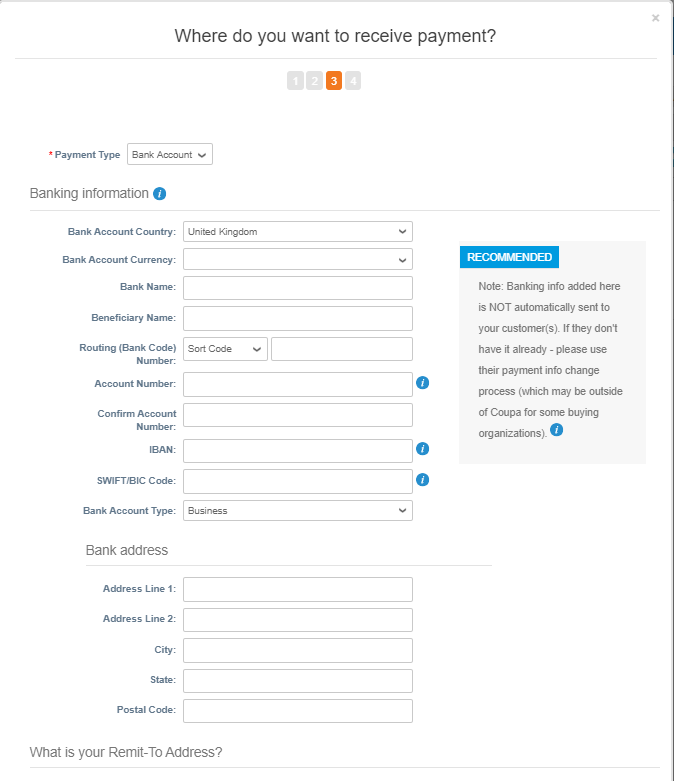 ×
Where do you want to receive payment?
1 2 3 4
* Payment Type Bank Account
Banking information i
Bank Account Country: United Kingdom
Bank Account Currency:
Bank Name:
Beneficiary Name:
Routing (Bank Code)
Number:
Sort Code
Account Number: i
Confirm Account
Number:
IBAN: i
SWIFT/BIC Code: i
Bank Account Type: Business
RECOMMENDED
Note: Banking info added here
is NOT automatically sent to
your customer(s). If they don't
have it already - please use
their payment info change
process (which may be outside
of Coupa for some buying
organizations). i
Bank address
Address Line 1:
Address Line 2:
City:
State:
Postal Code:
What is your Remit-To Address?